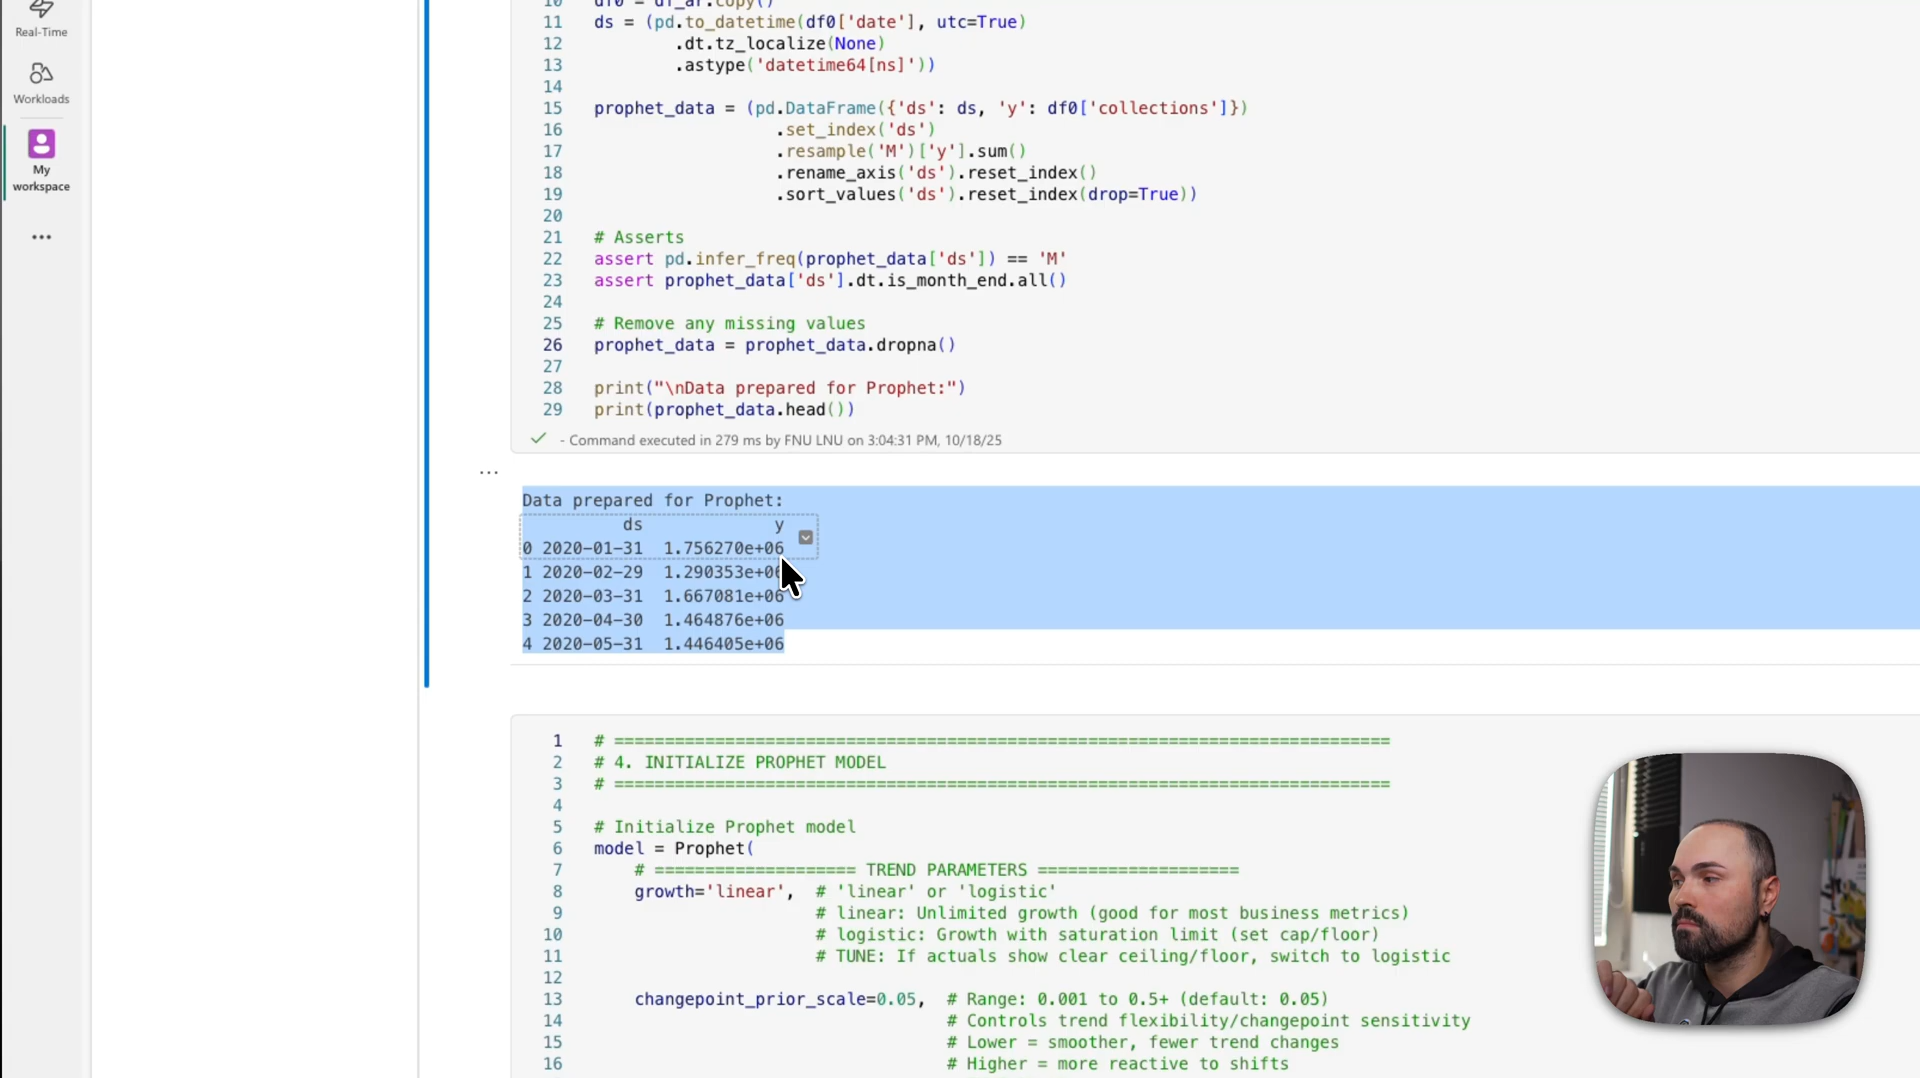 Real-Time
Workloads
My
workspace
10 df0 = df_ar.copy()
11 ds = (pd.to_datetime(df0['date'], utc=True)
12 .dt.tz_localize(None)
13 .astype('datetime64[ns]'))
14
15 prophet_data = (pd.DataFrame({'ds': ds, 'y': df0['collections']})
16 .set_index('ds')
17 .resample('M')['y'].sum()
18 .rename_axis('ds').reset_index()
19 .sort_values('ds').reset_index(drop=True))
20
21 # Asserts
22 assert pd.infer_freq(prophet_data['ds']) == 'M'
23 assert prophet_data['ds'].dt.is_month_end.all()
24
25 # Remove any missing values
26 prophet_data = prophet_data.dropna()
27
28 print("\nData prepared for Prophet:")
29 print(prophet_data.head())
- Command executed in 279 ms by FNU LNU on 3:04:31 PM, 10/18/25
Data prepared for Prophet:
ds y
0 2020-01-31 1.756270e+06
1 2020-02-29 1.290353e+06
2 2020-03-31 1.667081e+06
3 2020-04-30 1.464876e+06
4 2020-05-31 1.446405e+06
1 # =============================================================================
2 # 4. INITIALIZE PROPHET MODEL
3 # =============================================================================
4
5 # Initialize Prophet model
6 model = Prophet(
7 # ==================== TREND PARAMETERS ====================
8 growth='linear', # 'linear' or 'logistic'
9 # linear: Unlimited growth (good for most business metrics)
10 # logistic: Growth with saturation limit (set cap/floor)
11 # TUNE: If actuals show clear ceiling/floor, switch to logistic
12
13 changepoint_prior_scale=0.05, # Range: 0.001 to 0.5+ (default: 0.05)
14 # Controls trend flexibility/changepoint sensitivity
15 # Lower = smoother, fewer trend changes
16 # Higher = more reactive to shifts